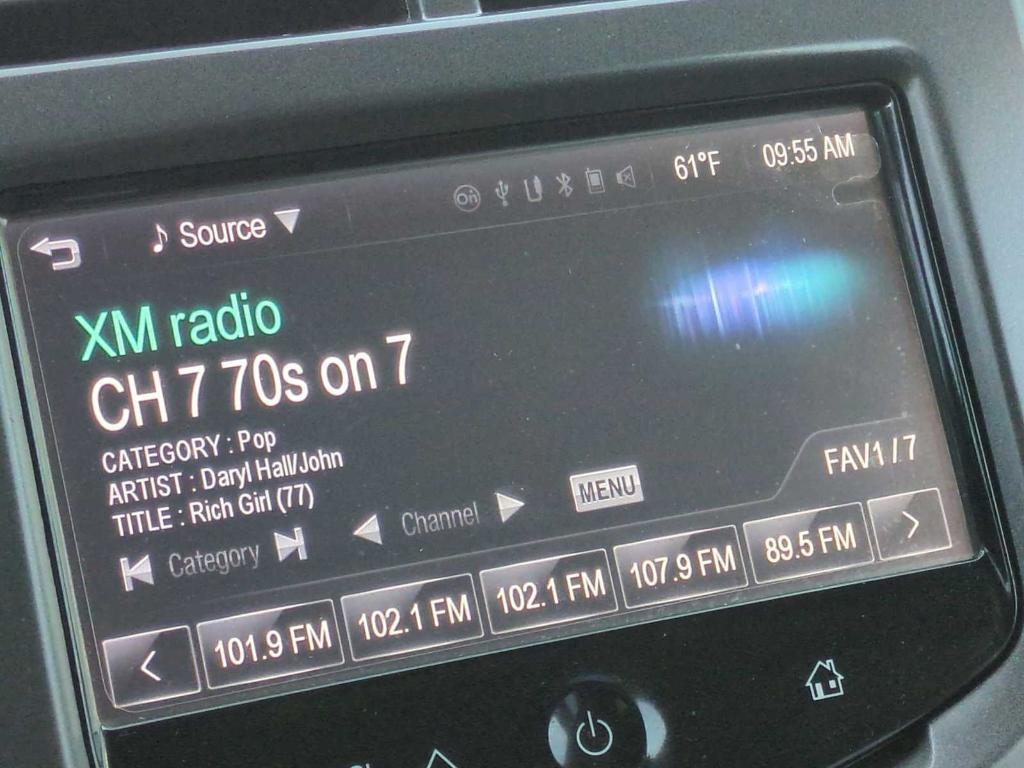 Source
On
61°F
09:55 AM
XM radio
CH 7 70s on 7
CATEGORY : Pop
ARTIST : Daryl Hall/John
TITLE : Rich Girl (77)
Category
Channel
MENU
FAV1 / 7
101.9 FM
102.1 FM
102.1 FM
107.9 FM
89.5 FM